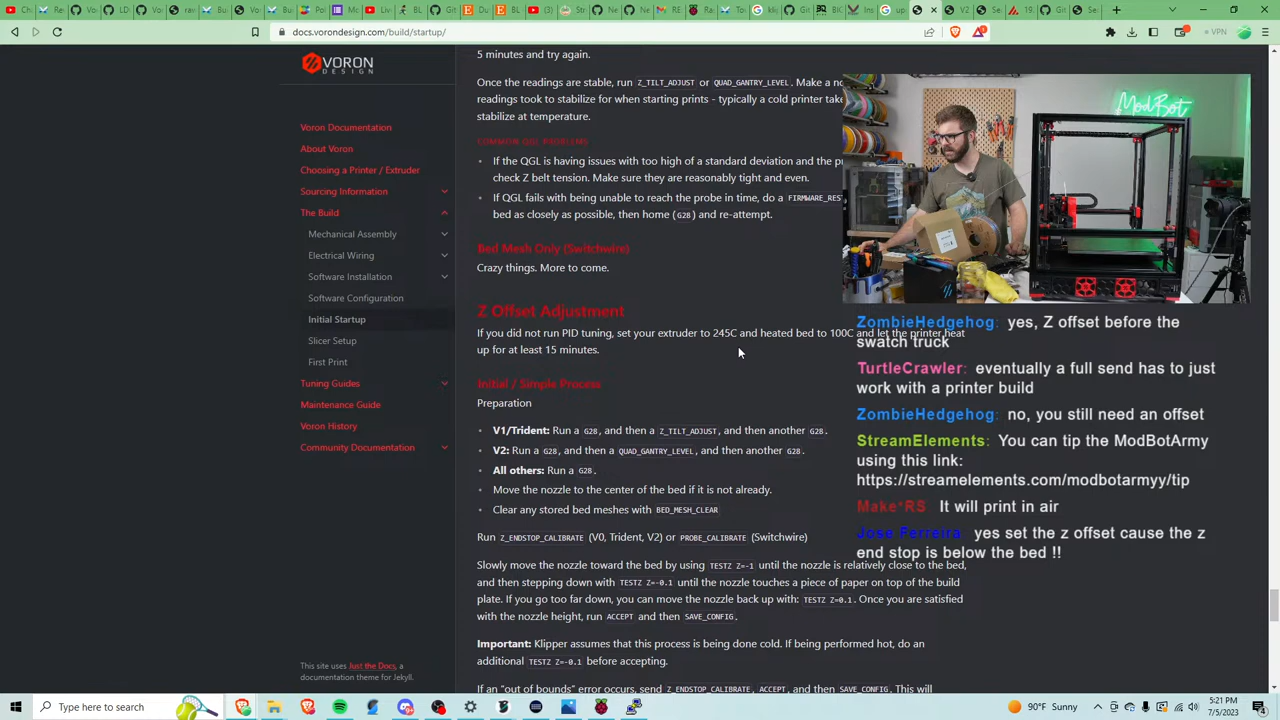 docs.vorondesign.com/build/startup/
VPN
VORON
DESIGN
Voron Documentation
About Voron
Choosing a Printer / Extruder
Sourcing Information
The Build
Mechanical Assembly
Electrical Wiring
Software Installation
Software Configuration
Initial Startup
Slicer Setup
First Print
Tuning Guides
Maintenance Guide
Voron History
Community Documentation
This site uses Just the Docs, a
documentation theme for Jekyll.
5 minutes and try again.
Once the readings are stable, run Z_TILT_ADJUST or QUAD_GANTRY_LEVEL. Make a no
readings took to stabilize for when starting prints - typically a cold printer take
stabilize at temperature.
COMMON QGL PROBLEMS
If the QGL is having issues with too high of a standard deviation and the pr
check Z belt tension. Make sure they are reasonably tight and even.
If QGL fails with being unable to reach the probe in time, do a FIRMWARE_REST
bed as closely as possible, then home (G28) and re-attempt.
Bed Mesh Only (Switchwire)
Crazy things. More to come.
Z Offset Adjustment
If you did not run PID tuning, set your extruder to 245C and heated bed to 100C and let the printer heat
up for at least 15 minutes.
Initial / Simple Process
Preparation
V1/Trident: Run a G28, and then a Z_TILT_ADJUST, and then another G28.
V2: Run a G28, and then a QUAD_GANTRY_LEVEL, and then another G28.
All others: Run a G28.
Move the nozzle to the center of the bed if it is not already.
Clear any stored bed meshes with BED_MESH_CLEAR
Run Z_ENDSTOP_CALIBRATE (V0, Trident, V2) or PROBE_CALIBRATE (Switchwire)
Slowly move the nozzle toward the bed by using TESTZ Z=-1 until the nozzle is relatively close to the bed,
and then stepping down with TESTZ Z=-0.1 until the nozzle touches a piece of paper on top of the build
plate. If you go too far down, you can move the nozzle back up with: TESTZ Z=0.1. Once you are satisfied
with the nozzle height, run ACCEPT and then SAVE_CONFIG.
Important: Klipper assumes that this process is being done cold. If being performed hot, do an
additional TESTZ Z=-0.1 before accepting.
If an "out of bounds" error occurs, send Z_ENDSTOP_CALIBRATE, ACCEPT, and then SAVE_CONFIG. This will
ModBot
ZombieHedgehog: yes, Z offset before the
swatch truck
TurtleCrawler: eventually a full send has to just
work with a printer build
ZombieHedgehog: no, you still need an offset
StreamElements: You can tip the ModBotArmy
using this link:
https://streamelements.com/modbotarmyy/tip
Make*RS It will print in air
Jose Ferreira: yes set the z offset cause the z
end stop is below the bed !!
Type here to search
90°F Sunny
5:21 PM
7/5/2023